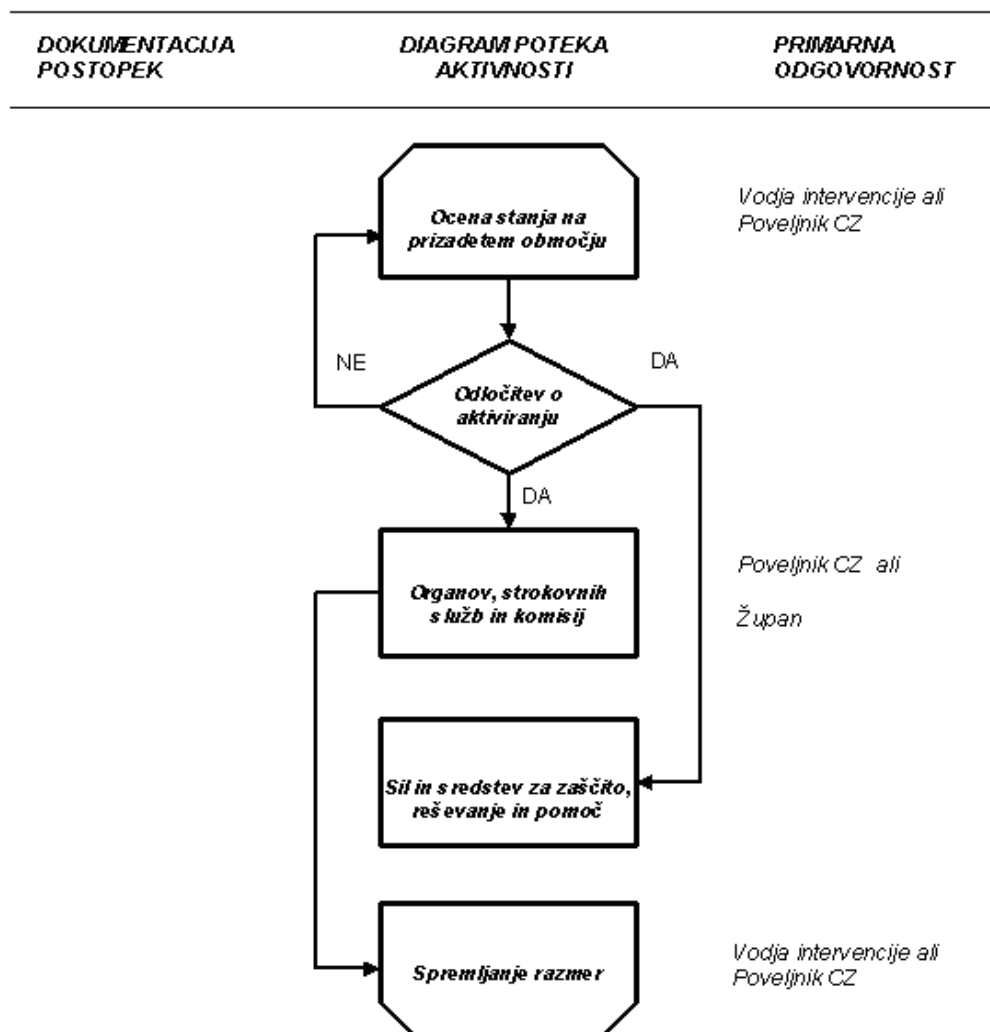 DOKUMENTACIJA
POSTOPEK
DIAGRAM POTEKA
AKTIVNOSTI
PRIMARNA
ODGOVORNOST
Ocena stanja na
prizadetem območju
Vodja intervencije ali
Poveljnik CZ
NE
DA
Odločitev o
aktiviranju
DA
Organov, strokovnih
služb in komisij
Poveljnik CZ ali
Župan
Sil in sredstev za zaščito,
reševanje in pomoč
Spremljanje razmer
Vodja intervencije ali
Poveljnik CZ